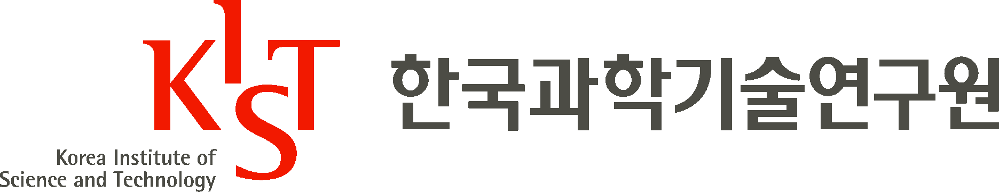 KIST
Korea Institute of
Science and Technology
한국과학기술연구원